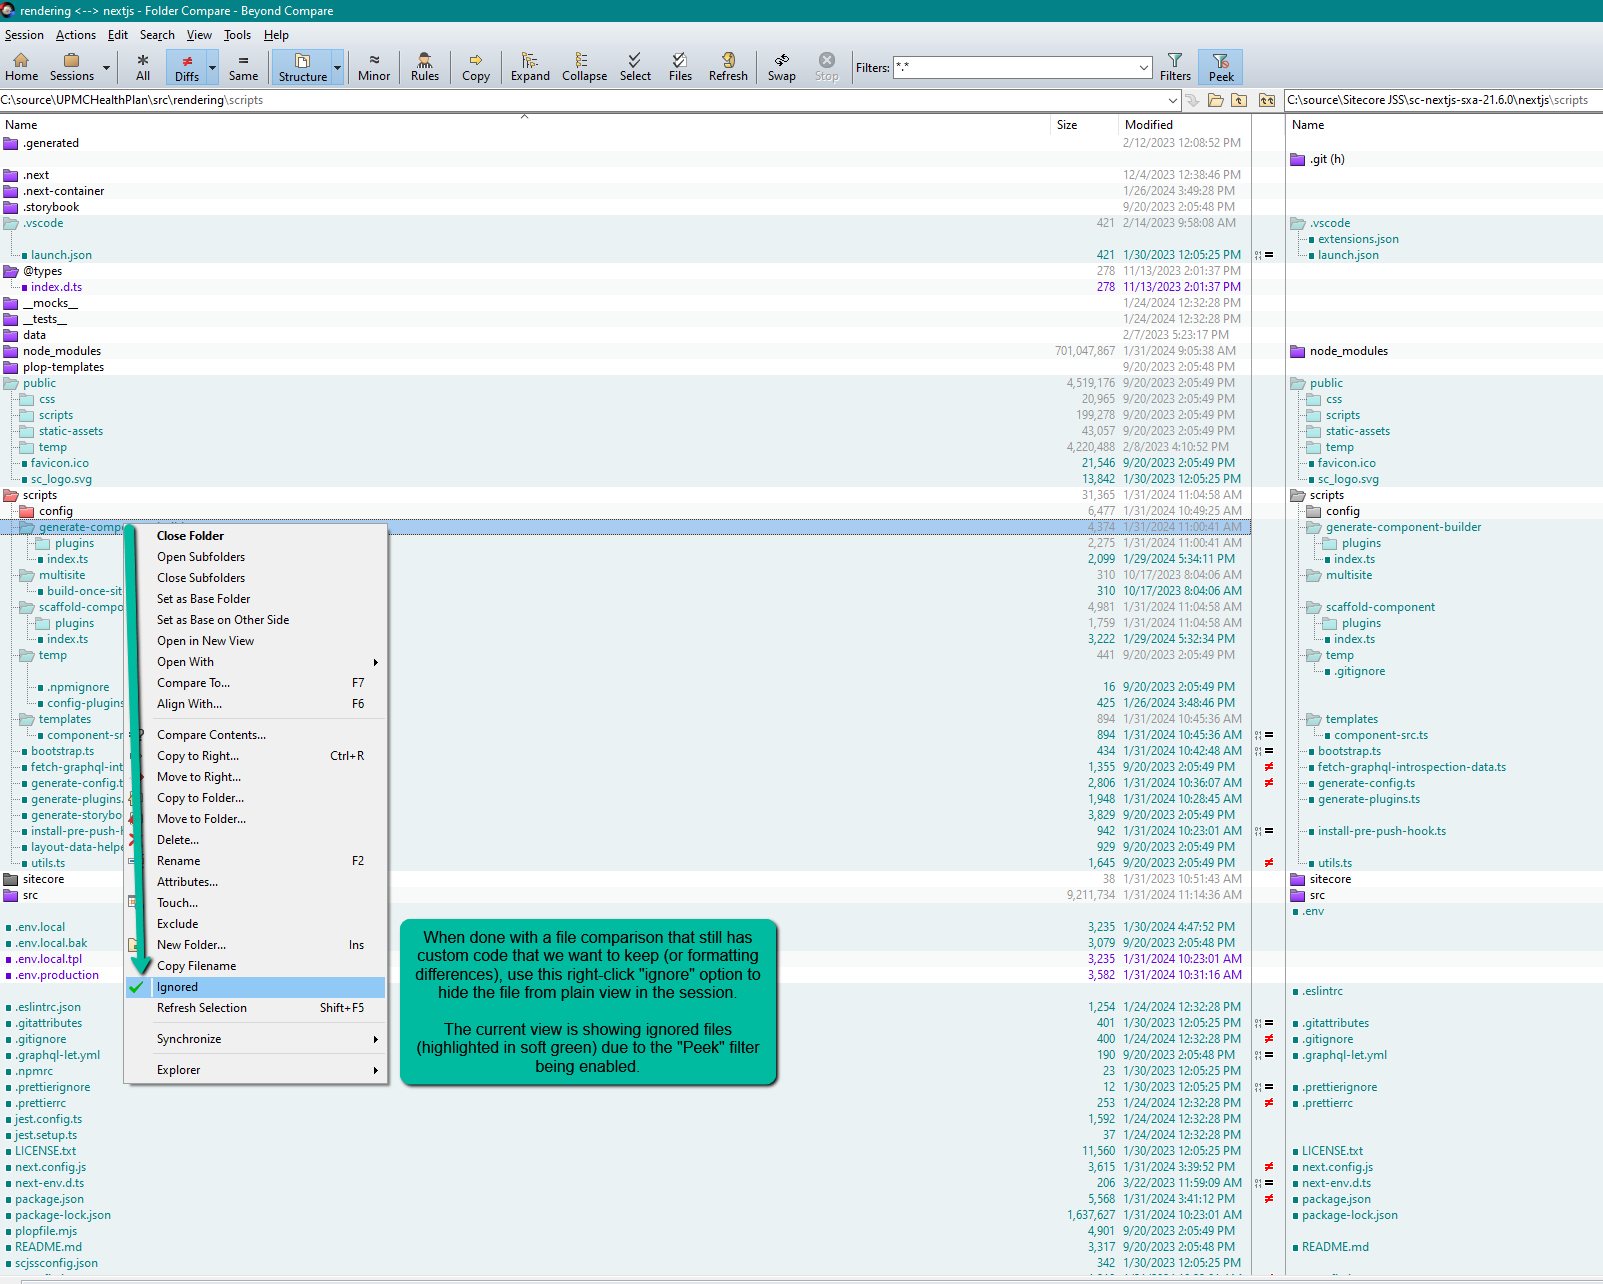 rendering <--> nextjs - Folder Compare - Beyond Compare
Session Actions Edit Search View Tools Help
Home Sessions All Diffs Same Structure Minor Rules Copy Expand Collapse Select Files Refresh Swap Stop Filters: *.* Filters Peek
C:\source\UPMCHealthPlan\src\rendering\scripts C:\source\Sitecore JSS\sc-nextjs-sxa-21.6.0\nextjs\scripts
Name Size Modified Name
.generated 2/12/2023 12:08:52 PM
.git (h)
.next 12/4/2023 12:38:46 PM
.next-container 1/26/2024 3:49:28 PM
.storybook 9/20/2023 2:05:48 PM
.vscode 421 2/14/2023 9:58:08 AM .vscode
extensions.json
launch.json 421 1/30/2023 12:05:25 PM = launch.json
@types 278 11/13/2023 2:01:37 PM
index.d.ts 278 11/13/2023 2:01:37 PM
__mocks__ 1/24/2024 12:32:28 PM
__tests__ 1/24/2024 12:32:28 PM
data 2/7/2023 5:23:17 PM
node_modules 701,047,867 1/31/2024 9:05:38 AM node_modules
plop-templates 9/20/2023 2:05:48 PM
public 4,519,176 9/20/2023 2:05:49 PM public
css 20,965 9/20/2023 2:05:49 PM css
scripts 199,278 9/20/2023 2:05:49 PM scripts
static-assets 43,057 9/20/2023 2:05:49 PM static-assets
temp 4,220,488 2/8/2023 4:10:52 PM temp
favicon.ico 21,546 9/20/2023 2:05:49 PM favicon.ico
sc_logo.svg 13,842 1/30/2023 12:05:25 PM sc_logo.svg
scripts 31,365 1/31/2024 11:04:58 AM scripts
config 6,477 1/31/2024 10:49:25 AM config
generate-comp 4,374 1/31/2024 11:00:41 AM generate-component-builder
plugins 2,275 1/31/2024 11:00:41 AM plugins
index.ts 2,099 1/29/2024 5:34:11 PM index.ts
multisite 310 10/17/2023 8:04:06 AM multisite
build-once-sit 310 10/17/2023 8:04:06 AM
scaffold-compo 4,981 1/31/2024 11:04:58 AM scaffold-component
plugins 1,759 1/31/2024 11:04:58 AM plugins
index.ts 3,222 1/29/2024 5:32:34 PM index.ts
temp 441 9/20/2023 2:05:49 PM temp
.gitignore
.npmignore 16 9/20/2023 2:05:49 PM
config-plugins 425 1/26/2024 3:48:46 PM
templates 894 1/31/2024 10:45:36 AM templates
component-sr 894 1/31/2024 10:45:36 AM = component-src.ts
bootstrap.ts 434 1/31/2024 10:42:48 AM = bootstrap.ts
fetch-graphql-int 1,355 9/20/2023 2:05:49 PM ≠ fetch-graphql-introspection-data.ts
generate-config.t 2,806 1/31/2024 10:36:07 AM ≠ generate-config.ts
generate-plugins. 1,948 1/31/2024 10:28:45 AM generate-plugins.ts
generate-storybo 3,829 9/20/2023 2:05:49 PM
install-pre-push-h 942 1/31/2024 10:23:01 AM = install-pre-push-hook.ts
layout-data-helpe 929 9/20/2023 2:05:49 PM
utils.ts 1,645 9/20/2023 2:05:49 PM ≠ utils.ts
sitecore 38 1/31/2023 10:51:43 AM sitecore
src 9,211,734 1/31/2024 11:14:36 AM src
.env
.env.local 3,235 1/30/2024 4:47:52 PM
.env.local.bak 3,079 9/20/2023 2:05:48 PM
.env.local.tpl 3,235 1/31/2024 10:23:01 AM
.env.production 3,582 1/31/2024 10:31:16 AM
.eslintrc
.eslintrc.json 1,254 1/24/2024 12:32:28 PM
.gitattributes 401 1/30/2023 12:05:25 PM = .gitattributes
.gitignore 400 1/24/2024 12:32:28 PM ≠ .gitignore
.graphql-let.yml 190 9/20/2023 2:05:48 PM = .graphql-let.yml
.npmrc 23 1/30/2023 12:05:25 PM
.prettierignore 12 1/30/2023 12:05:25 PM = .prettierignore
.prettierrc 253 1/24/2024 12:32:28 PM ≠ .prettierrc
jest.config.ts 1,592 1/24/2024 12:32:28 PM
jest.setup.ts 37 1/24/2024 12:32:28 PM
LICENSE.txt 11,560 1/30/2023 12:05:25 PM LICENSE.txt
next.config.js 3,615 1/31/2024 3:39:52 PM ≠ next.config.js
next-env.d.ts 206 3/22/2023 11:59:09 AM = next-env.d.ts
package.json 5,568 1/31/2024 3:41:12 PM ≠ package.json
package-lock.json 1,637,627 1/31/2024 10:23:01 AM package-lock.json
plopfile.mjs 4,901 9/20/2023 2:05:49 PM
README.md 3,317 9/20/2023 2:05:48 PM README.md
scjssconfig.json 342 1/30/2023 12:05:25 PM
Close Folder
Open Subfolders
Close Subfolders
Set as Base Folder
Set as Base on Other Side
Open in New View
Open With
Compare To... F7
Align With... F6
Compare Contents...
Copy to Right... Ctrl+R
Move to Right...
Copy to Folder...
Move to Folder...
Delete...
Rename F2
Attributes...
Touch...
Exclude
New Folder... Ins
Copy Filename
Ignored
Refresh Selection Shift+F5
Synchronize
Explorer
When done with a file comparison that still has
custom code that we want to keep (or formatting
differences), use this right-click "ignore" option to
hide the file from plain view in the session.
The current view is showing ignored files
(highlighted in soft green) due to the "Peek" filter
being enabled.